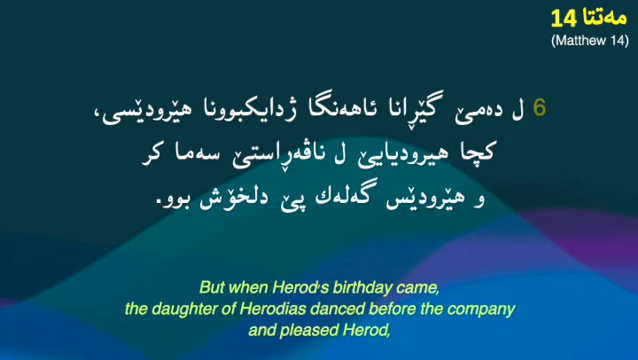 مەتتا 14
(Matthew 14)
6 ل دەمێ گێڕانا ئاهەنگا ژدایکبوونا هێرودێسی،
کچا هیرودیایێ ل ناڤەڕاستێ سەما کر
و هێرودێس گەلەك پێ دلخۆش بوو.
But when Herod's birthday came,
the daughter of Herodias danced before the company
and pleased Herod,